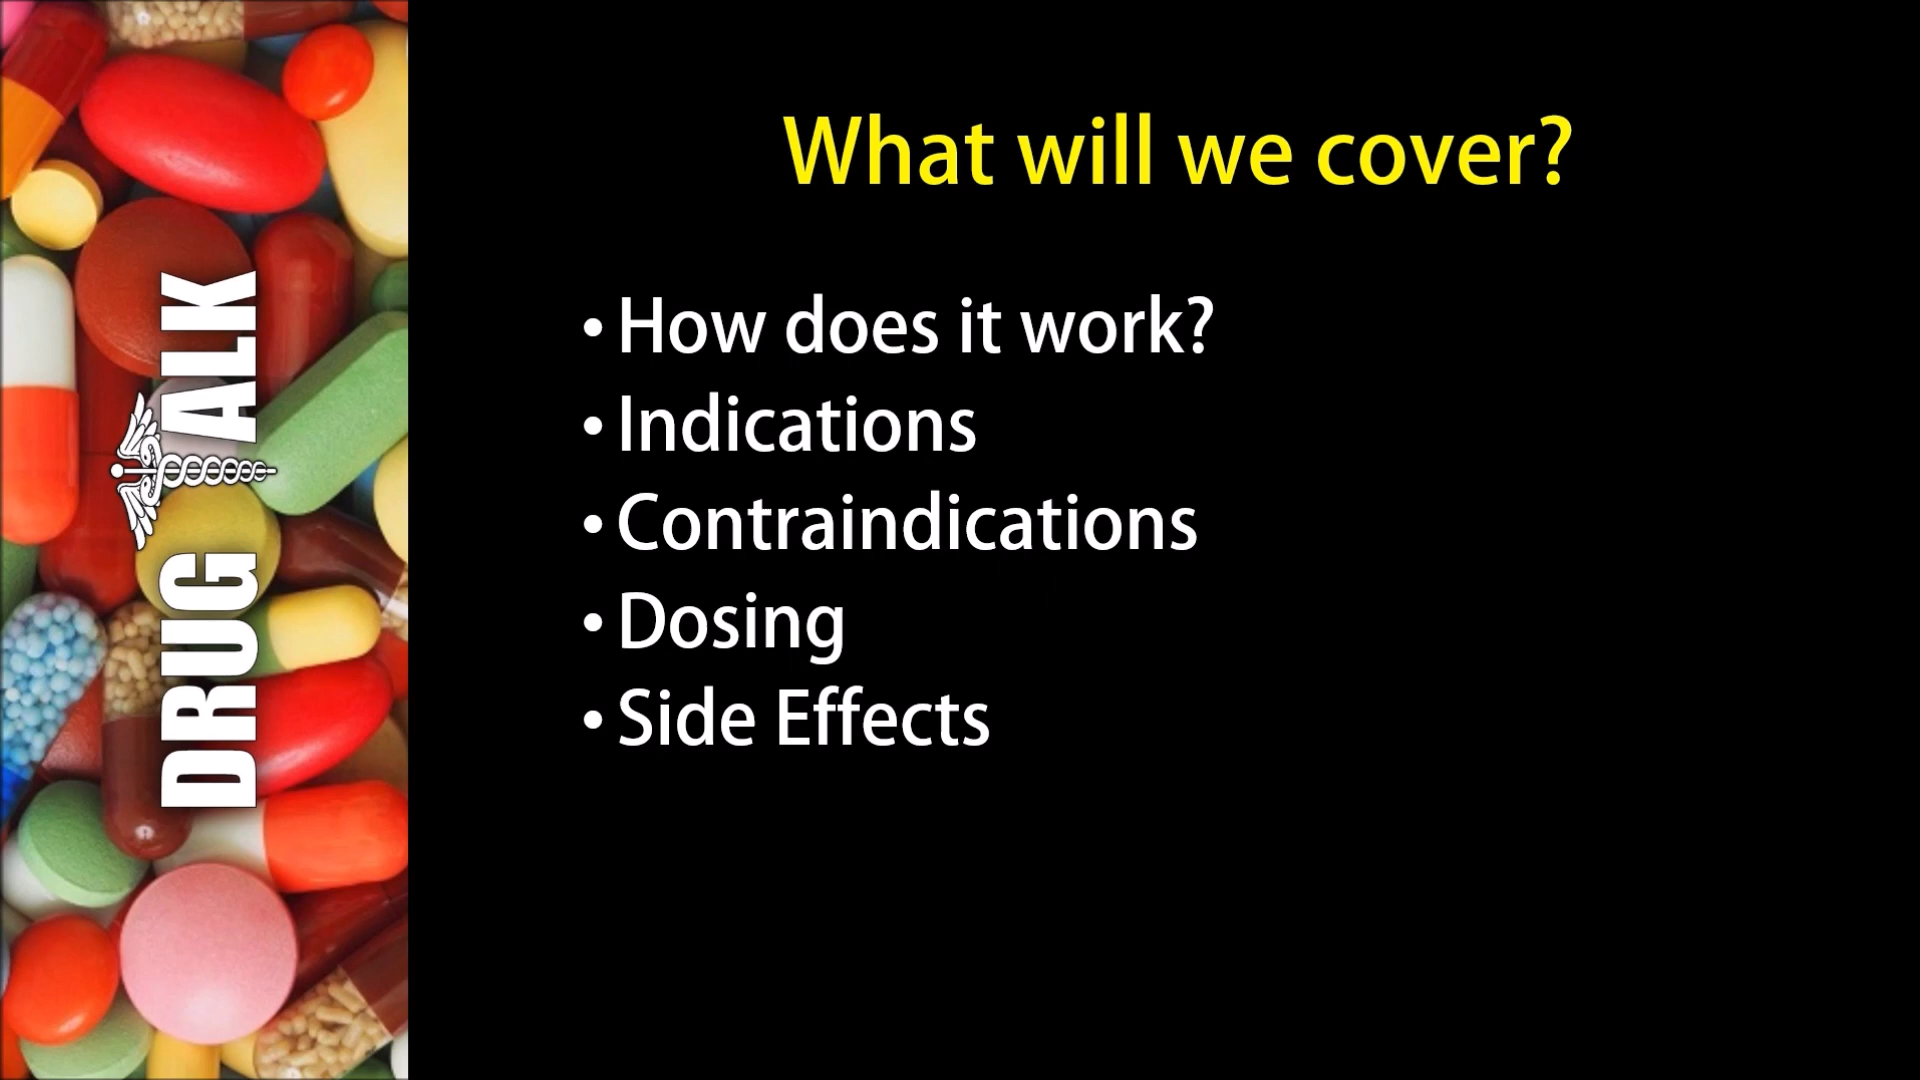 DRUG TALK
What will we cover?
• How does it work?
• Indications
• Contraindications
• Dosing
• Side Effects